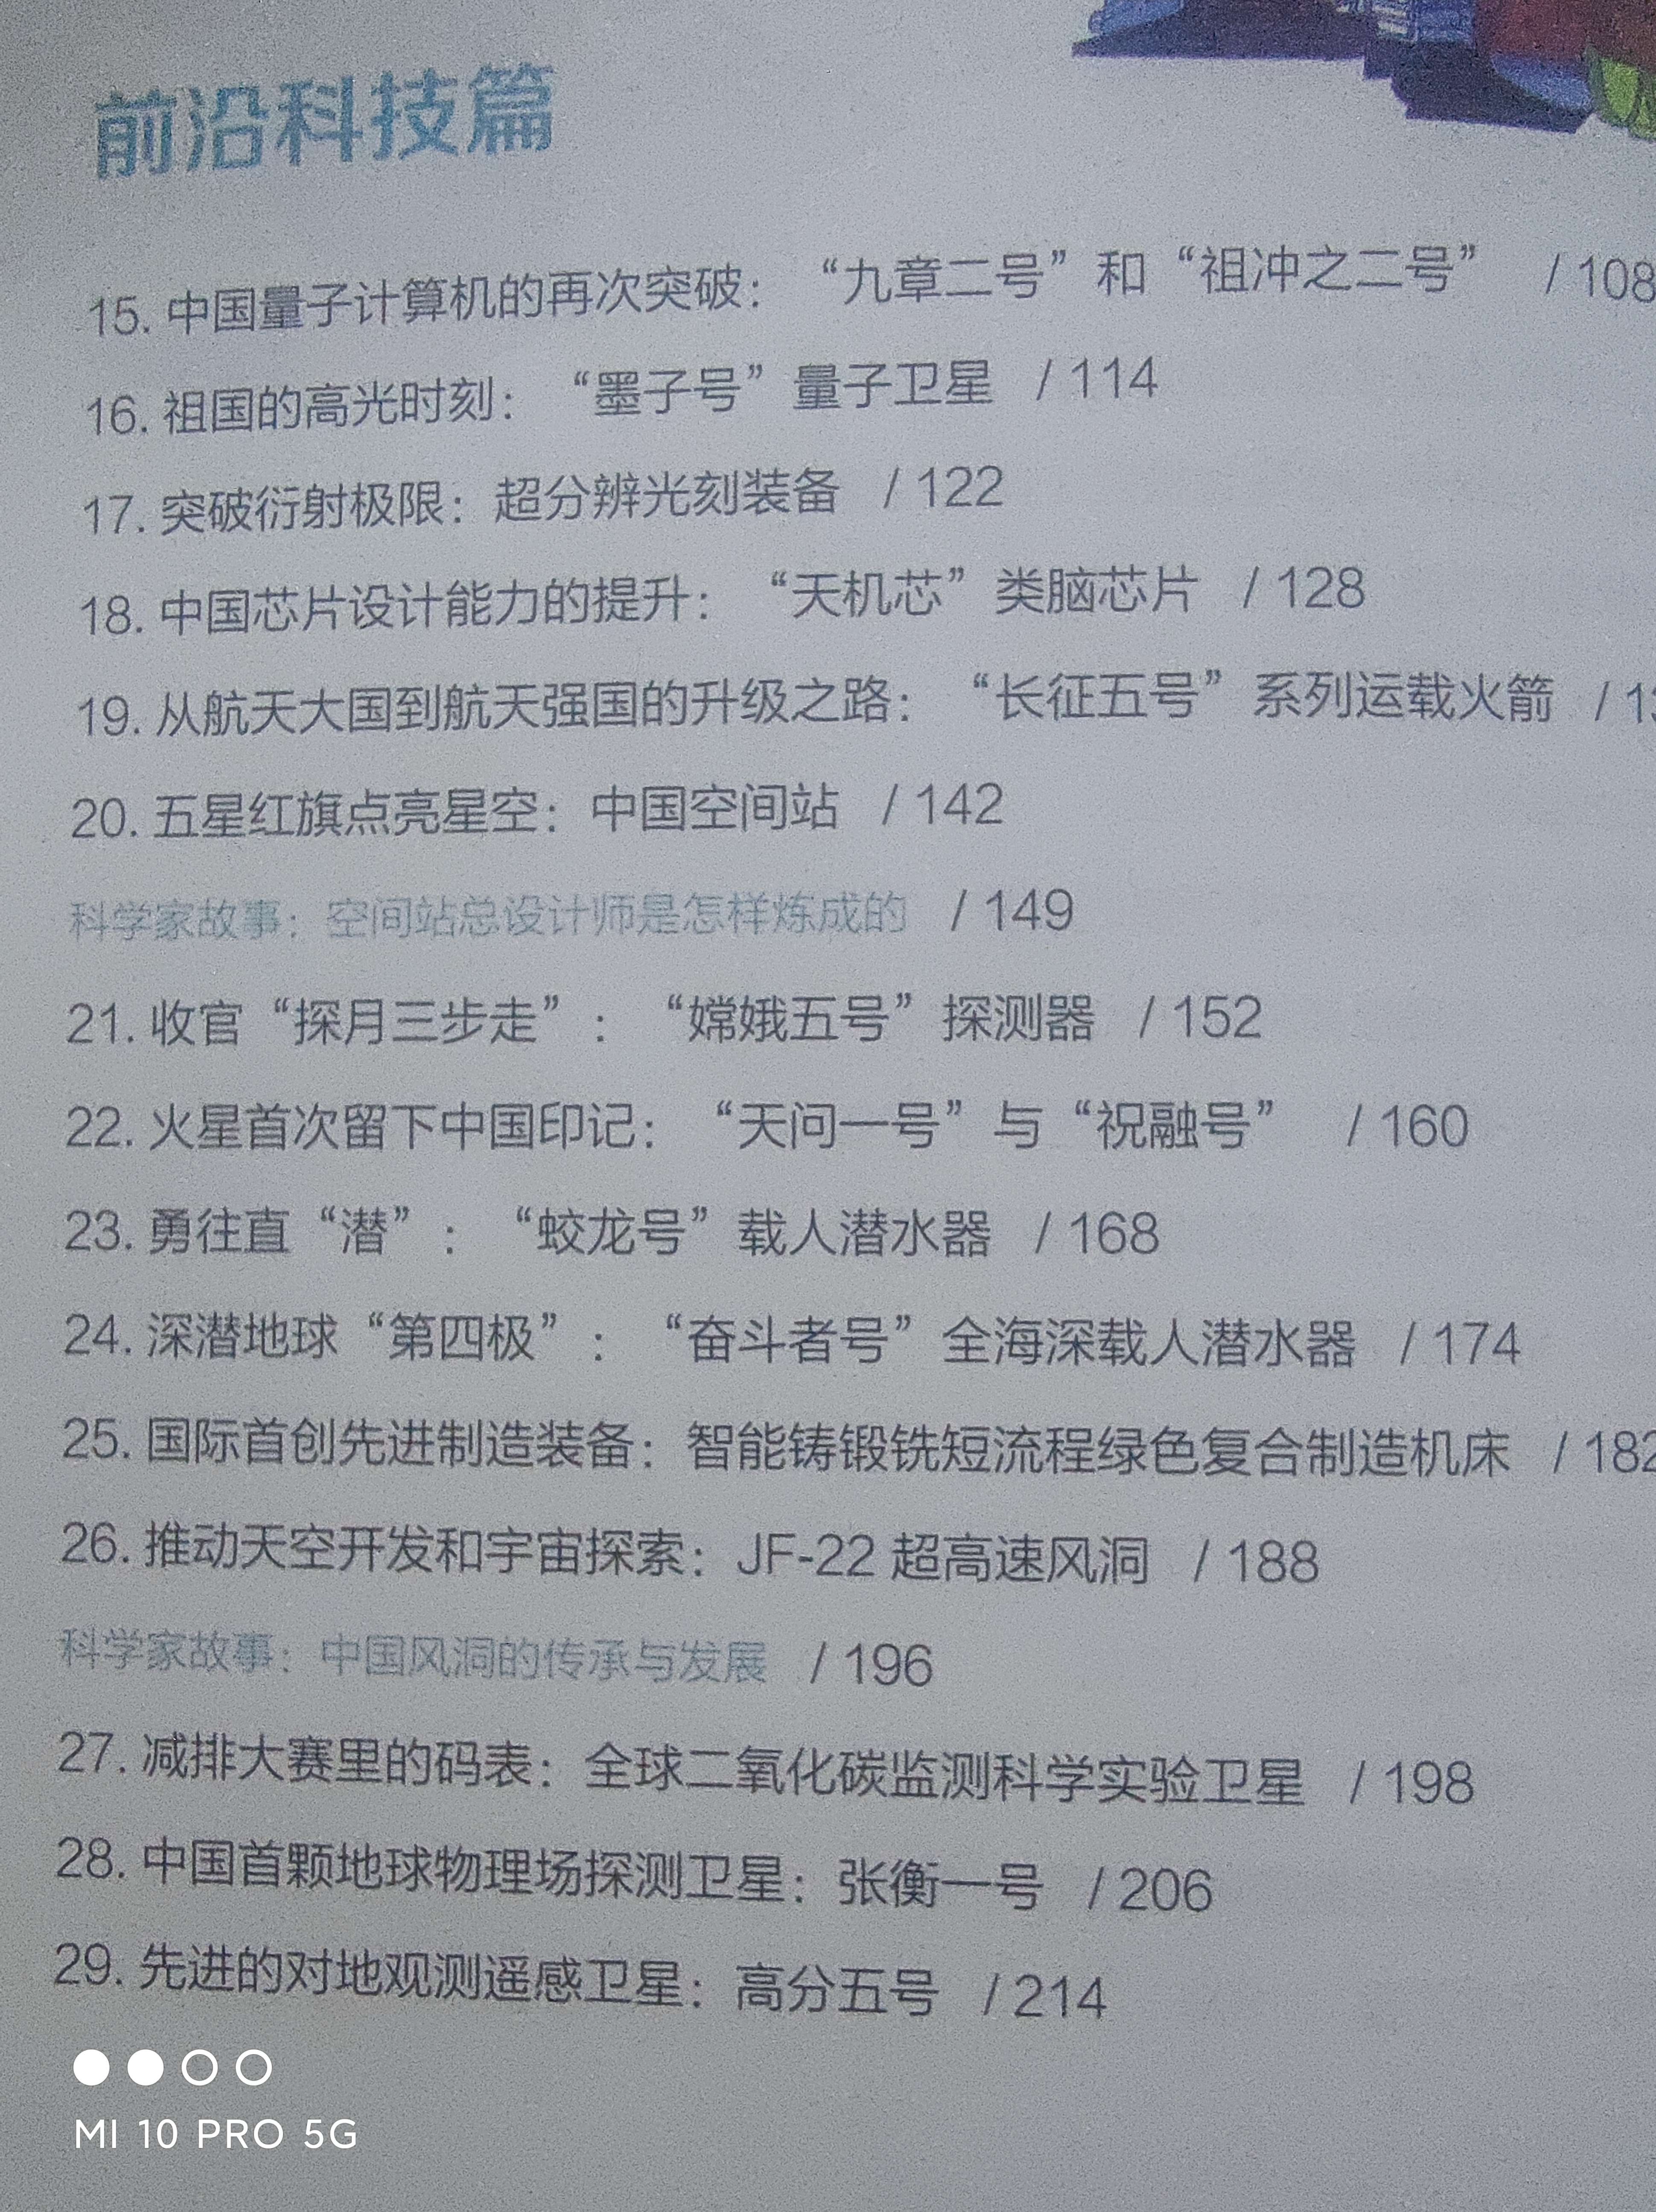 前沿科技篇
15. 中国量子计算机的再次突破：“九章二号”和“祖冲之二号” / 108
16. 祖国的高光时刻：“墨子号”量子卫星 / 114
17. 突破衍射极限：超分辨光刻装备 / 122
18. 中国芯片设计能力的提升：“天机芯”类脑芯片 / 128
19. 从航天大国到航天强国的升级之路：“长征五号”系列运载火箭 /
20. 五星红旗点亮星空：中国空间站 / 142
科学家故事：空间站总设计师是怎样炼成的 / 149
21. 收官“探月三步走”：“嫦娥五号”探测器 / 152
22. 火星首次留下中国印记：“天问一号”与“祝融号” / 160
23. 勇往直“潜”：“蛟龙号”载人潜水器 / 168
24. 深潜地球“第四极”：“奋斗者号”全海深载人潜水器 / 174
25. 国际首创先进制造装备：智能铸锻铣短流程绿色复合制造机床 / 182
26. 推动天空开发和宇宙探索：JF-22 超高速风洞 / 188
科学家故事：中国风洞的传承与发展 / 196
27. 减排大赛里的码表：全球二氧化碳监测科学实验卫星 / 198
28. 中国首颗地球物理场探测卫星：张衡一号 / 206
29. 先进的对地观测遥感卫星：高分五号 / 214
MI 10 PRO 5G